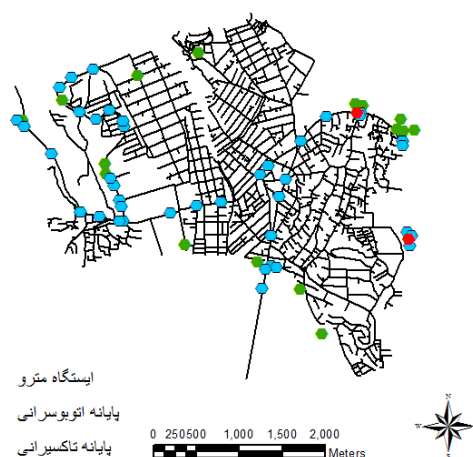 ایستگاه مترو
پایانه اتوبوسرانی
پایانه تاکسیرانی
0 250500 1,000 1,500 2,000
Meters
N
W E
S